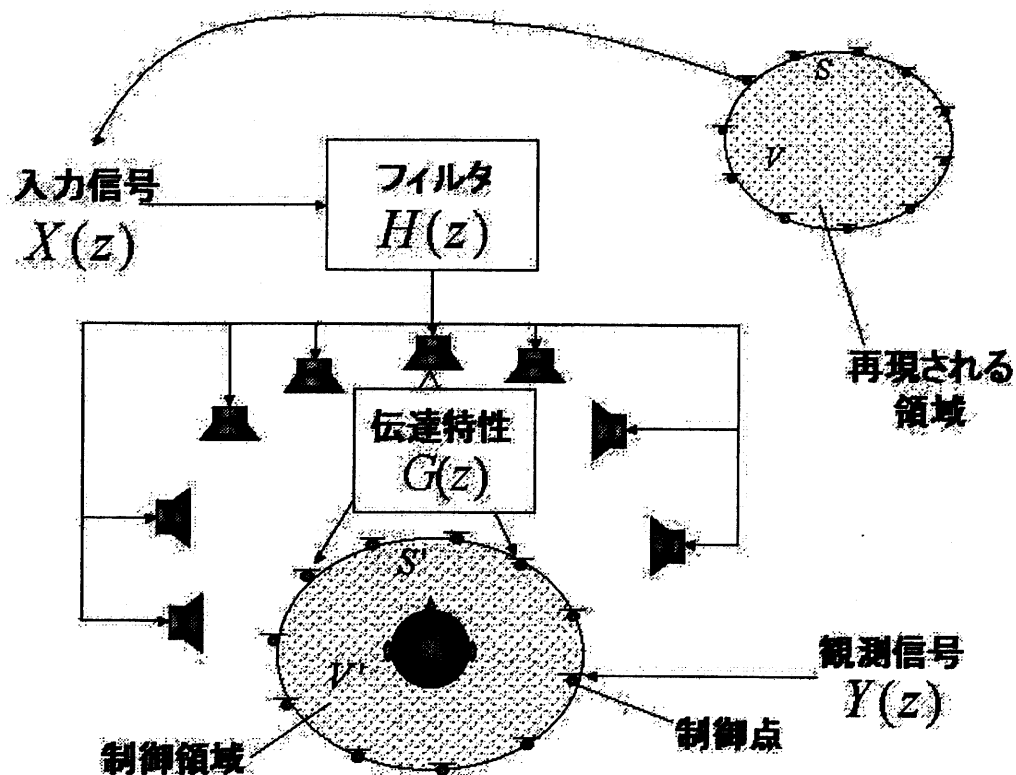 S
V
入力信号
X(z)
フィルタ
H(z)
再現される
領域
伝達特性
G(z)
S'
V'
観測信号
Y(z)
制御点
制御領域